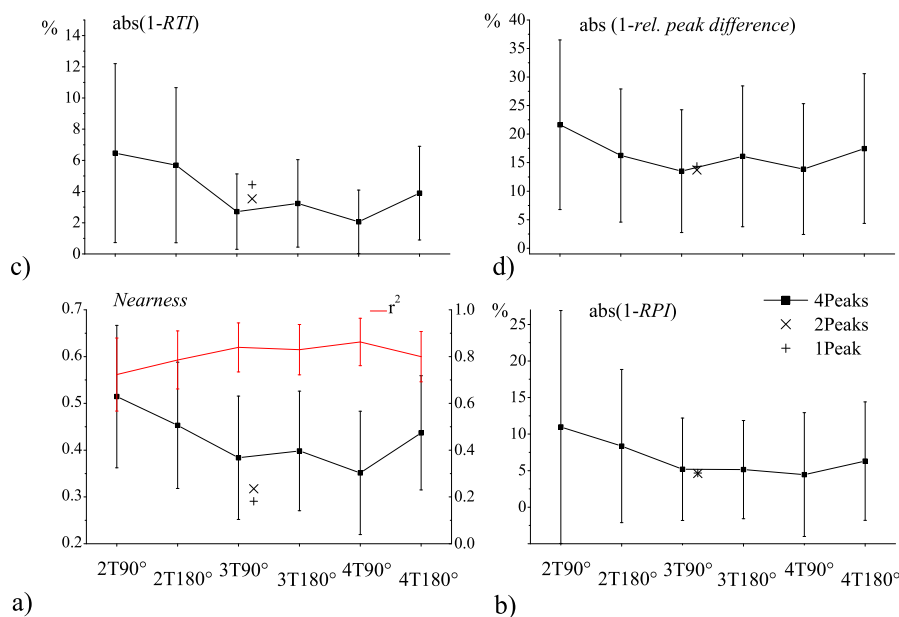 % abs(1-RTI)
14
12
10
8
6
4
2
0
c)
% abs (1-rel. peak difference)
40
35
30
25
20
15
10
5
0
d)
Nearness
r²
0.7
0.6
0.5
0.4
0.3
0.2
1.0
0.8
0.6
0.4
0.2
0.0
2T90° 2T180° 3T90° 3T180° 4T90° 4T180°
a)
% abs(1-RPI)
4Peaks
2Peaks
1Peak
25
20
15
10
5
0
2T90° 2T180° 3T90° 3T180° 4T90° 4T180°
b)